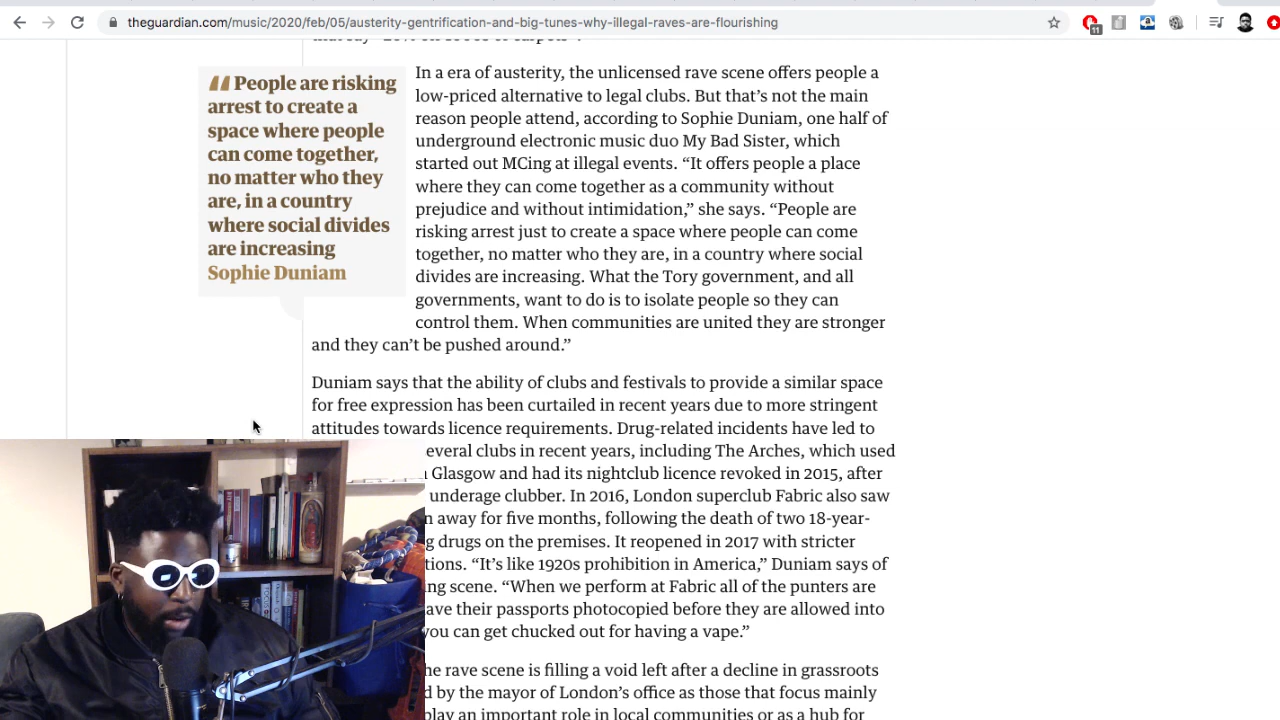 theguardian.com/music/2020/feb/05/austerity-gentrification-and-big-tunes-why-illegal-raves-are-flourishing
11
People are risking
arrest to create a
space where people
can come together,
no matter who they
are, in a country
where social divides
are increasing
Sophie Duniam
In a era of austerity, the unlicensed rave scene offers people a
low-priced alternative to legal clubs. But that’s not the main
reason people attend, according to Sophie Duniam, one half of
underground electronic music duo My Bad Sister, which
started out MCing at illegal events. “It offers people a place
where they can come together as a community without
prejudice and without intimidation,” she says. “People are
risking arrest just to create a space where people can come
together, no matter who they are, in a country where social
divides are increasing. What the Tory government, and all
governments, want to do is to isolate people so they can
control them. When communities are united they are stronger
and they can’t be pushed around.”
Duniam says that the ability of clubs and festivals to provide a similar space
for free expression has been curtailed in recent years due to more stringent
attitudes towards licence requirements. Drug-related incidents have led to
everal clubs in recent years, including The Arches, which used
Glasgow and had its nightclub licence revoked in 2015, after
underage clubber. In 2016, London superclub Fabric also saw
away for five months, following the death of two 18-year-
g drugs on the premises. It reopened in 2017 with stricter
tions. “It’s like 1920s prohibition in America,” Duniam says of
ng scene. “When we perform at Fabric all of the punters are
ave their passports photocopied before they are allowed into
you can get chucked out for having a vape.”
he rave scene is filling a void left after a decline in grassroots
d by the mayor of London’s office as those that focus mainly
play an important role in local communities or as a hub for